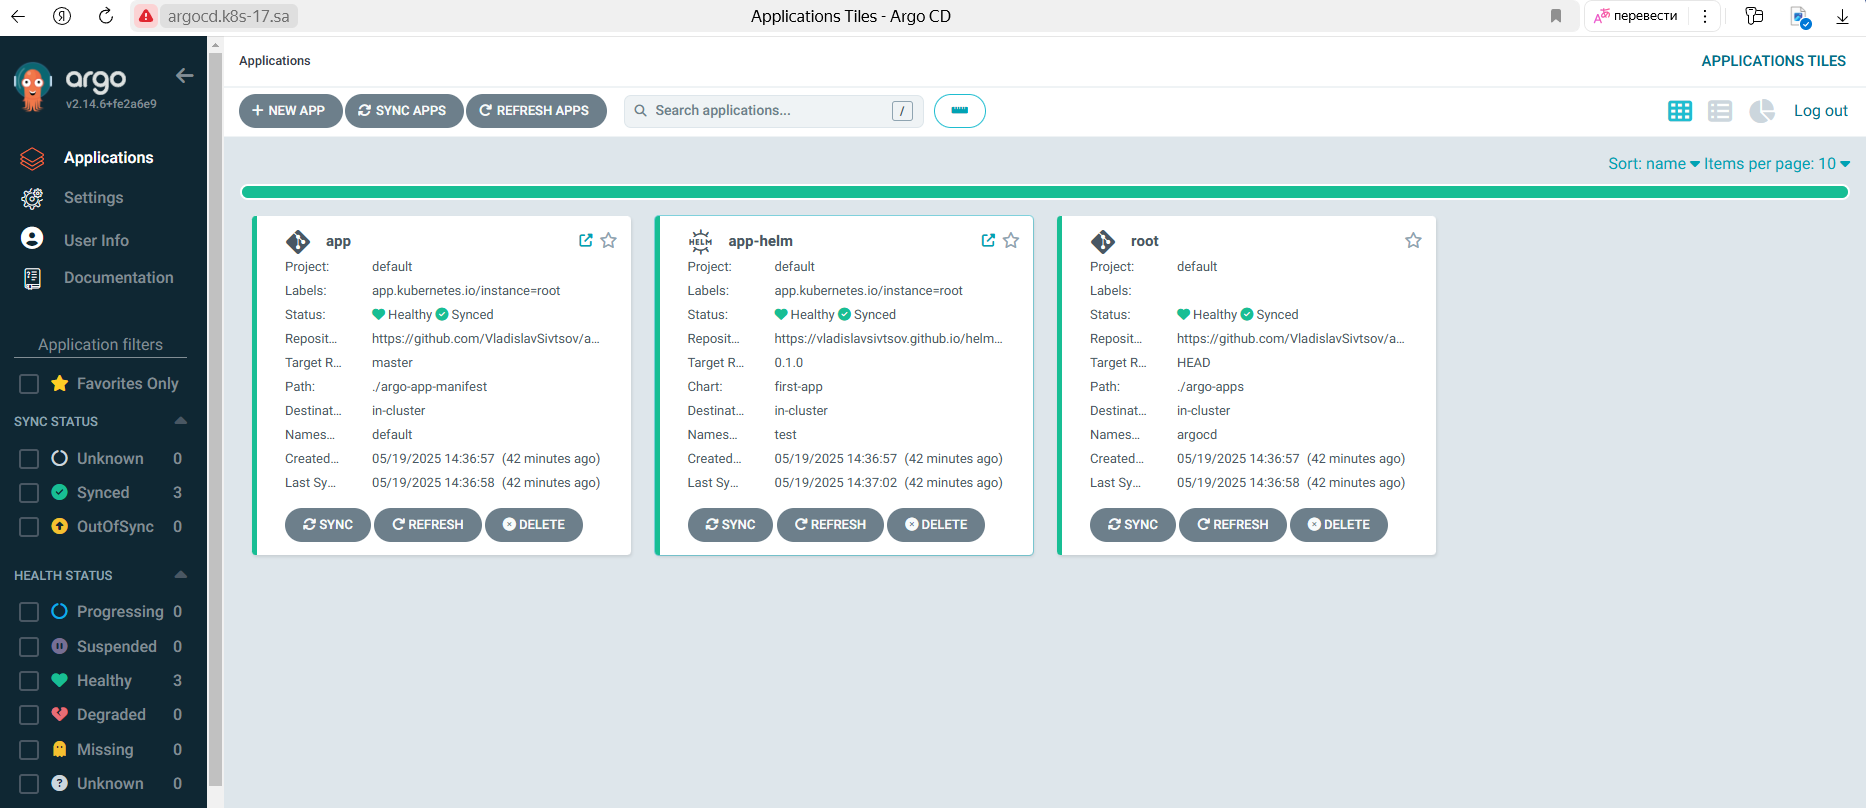 argocd.k8s-17.sa
Applications Tiles - Argo CD
перевести
argo
v2.14.6+fe2a6e9
Applications
Settings
User Info
Documentation
Application filters
Favorites Only
SYNC STATUS
Unknown 0
Synced 3
OutOfSync 0
HEALTH STATUS
Progressing 0
Suspended 0
Healthy 3
Degraded 0
Missing 0
Unknown 0
Applications
APPLICATIONS TILES
NEW APP SYNC APPS REFRESH APPS Search applications... / Log out
Sort: name Items per page: 10
app
Project: default
Labels: app.kubernetes.io/instance=root
Status: Healthy Synced
Reposit... https://github.com/VladislavSivtsov/a...
Target R... master
Path: ./argo-app-manifest
Destinat... in-cluster
Names... default
Created... 05/19/2025 14:36:57 (42 minutes ago)
Last Sy... 05/19/2025 14:36:58 (42 minutes ago)
SYNC REFRESH DELETE
HELM app-helm
Project: default
Labels: app.kubernetes.io/instance=root
Status: Healthy Synced
Reposit... https://vladislavsivtsov.github.io/helm...
Target R... 0.1.0
Chart: first-app
Destinat... in-cluster
Names... test
Created... 05/19/2025 14:36:57 (42 minutes ago)
Last Sy... 05/19/2025 14:37:02 (42 minutes ago)
SYNC REFRESH DELETE
root
Project: default
Labels:
Status: Healthy Synced
Reposit... https://github.com/VladislavSivtsov/a...
Target R... HEAD
Path: ./argo-apps
Destinat... in-cluster
Names... argocd
Created... 05/19/2025 14:36:57 (42 minutes ago)
Last Sy... 05/19/2025 14:36:58 (42 minutes ago)
SYNC REFRESH DELETE